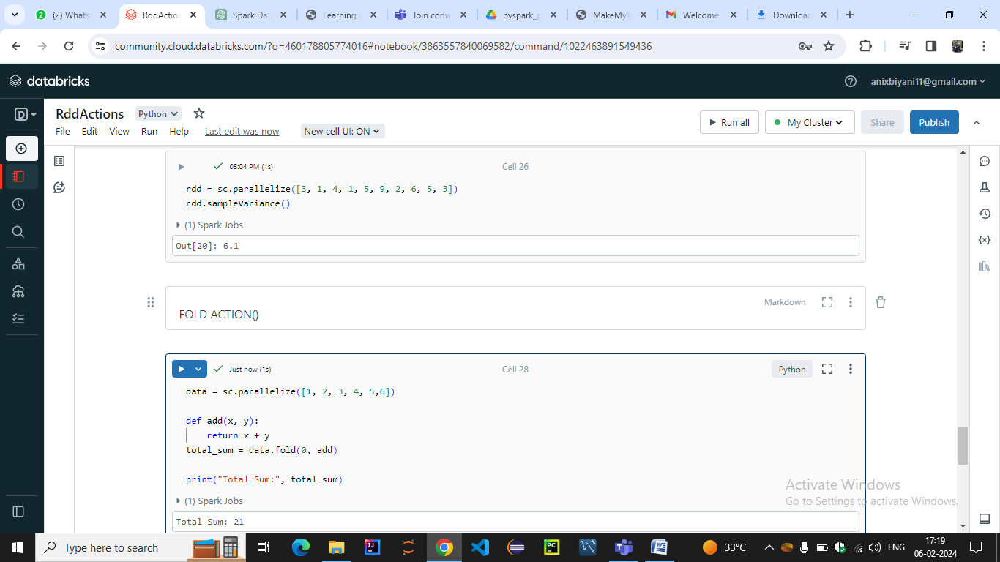 (2) Whats
RddAction
Spark Dat
Learning
Join conv
pyspark_p
MakeMyT
Welcome
Download
community.cloud.databricks.com/?o=460178805774016#notebook/3863557840069582/command/1022463891549436
databricks
anixbiyani11@gmail.com
D
RddActions Python
File Edit View Run Help Last edit was now New cell UI: ON
Run all My Cluster Share Publish
05:04 PM (1s) Cell 26
rdd = sc.parallelize([3, 1, 4, 1, 5, 9, 2, 6, 5, 3])
rdd.sampleVariance()
(1) Spark Jobs
Out[20]: 6.1
Markdown
FOLD ACTION()
Just now (1s) Cell 28 Python
data = sc.parallelize([1, 2, 3, 4, 5,6])
def add(x, y):
return x + y
total_sum = data.fold(0, add)
print("Total Sum:", total_sum)
(1) Spark Jobs
Total Sum: 21
Activate Windows
Go to Settings to activate Windows.
Type here to search
33°C
ENG
17:19
06-02-2024